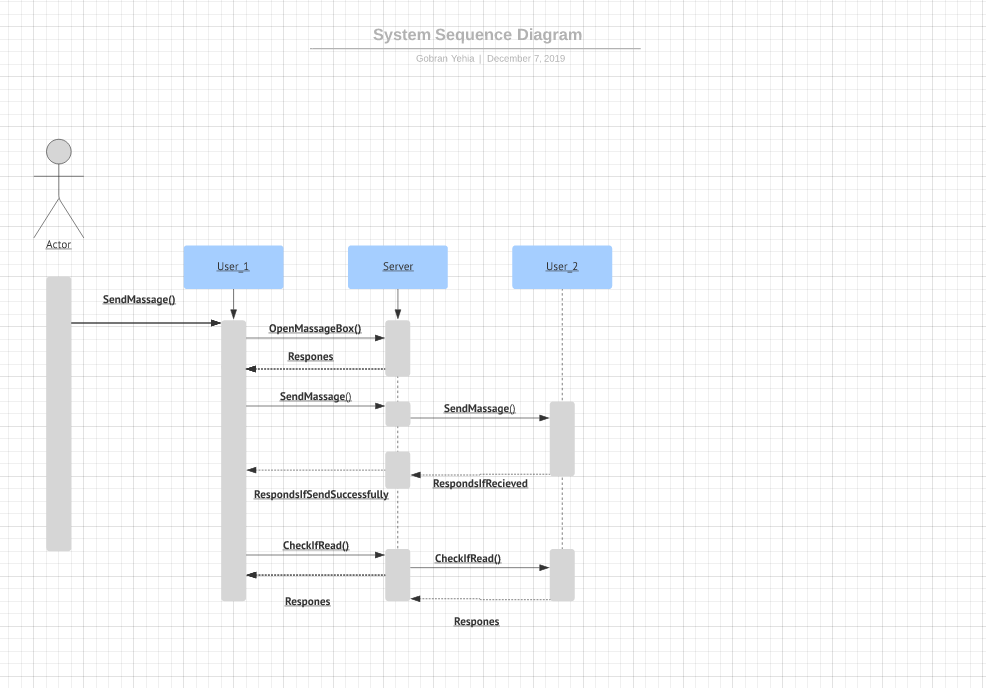 System Sequence Diagram
Gobran Yehia | December 7, 2019
Actor
User_1
Server
User_2
SendMassage()
OpenMassageBox()
Respones
SendMassage()
SendMassage()
RespondsIfRecieved
RespondsIfSendSuccessfully
CheckIfRead()
CheckIfRead()
Respones
Respones